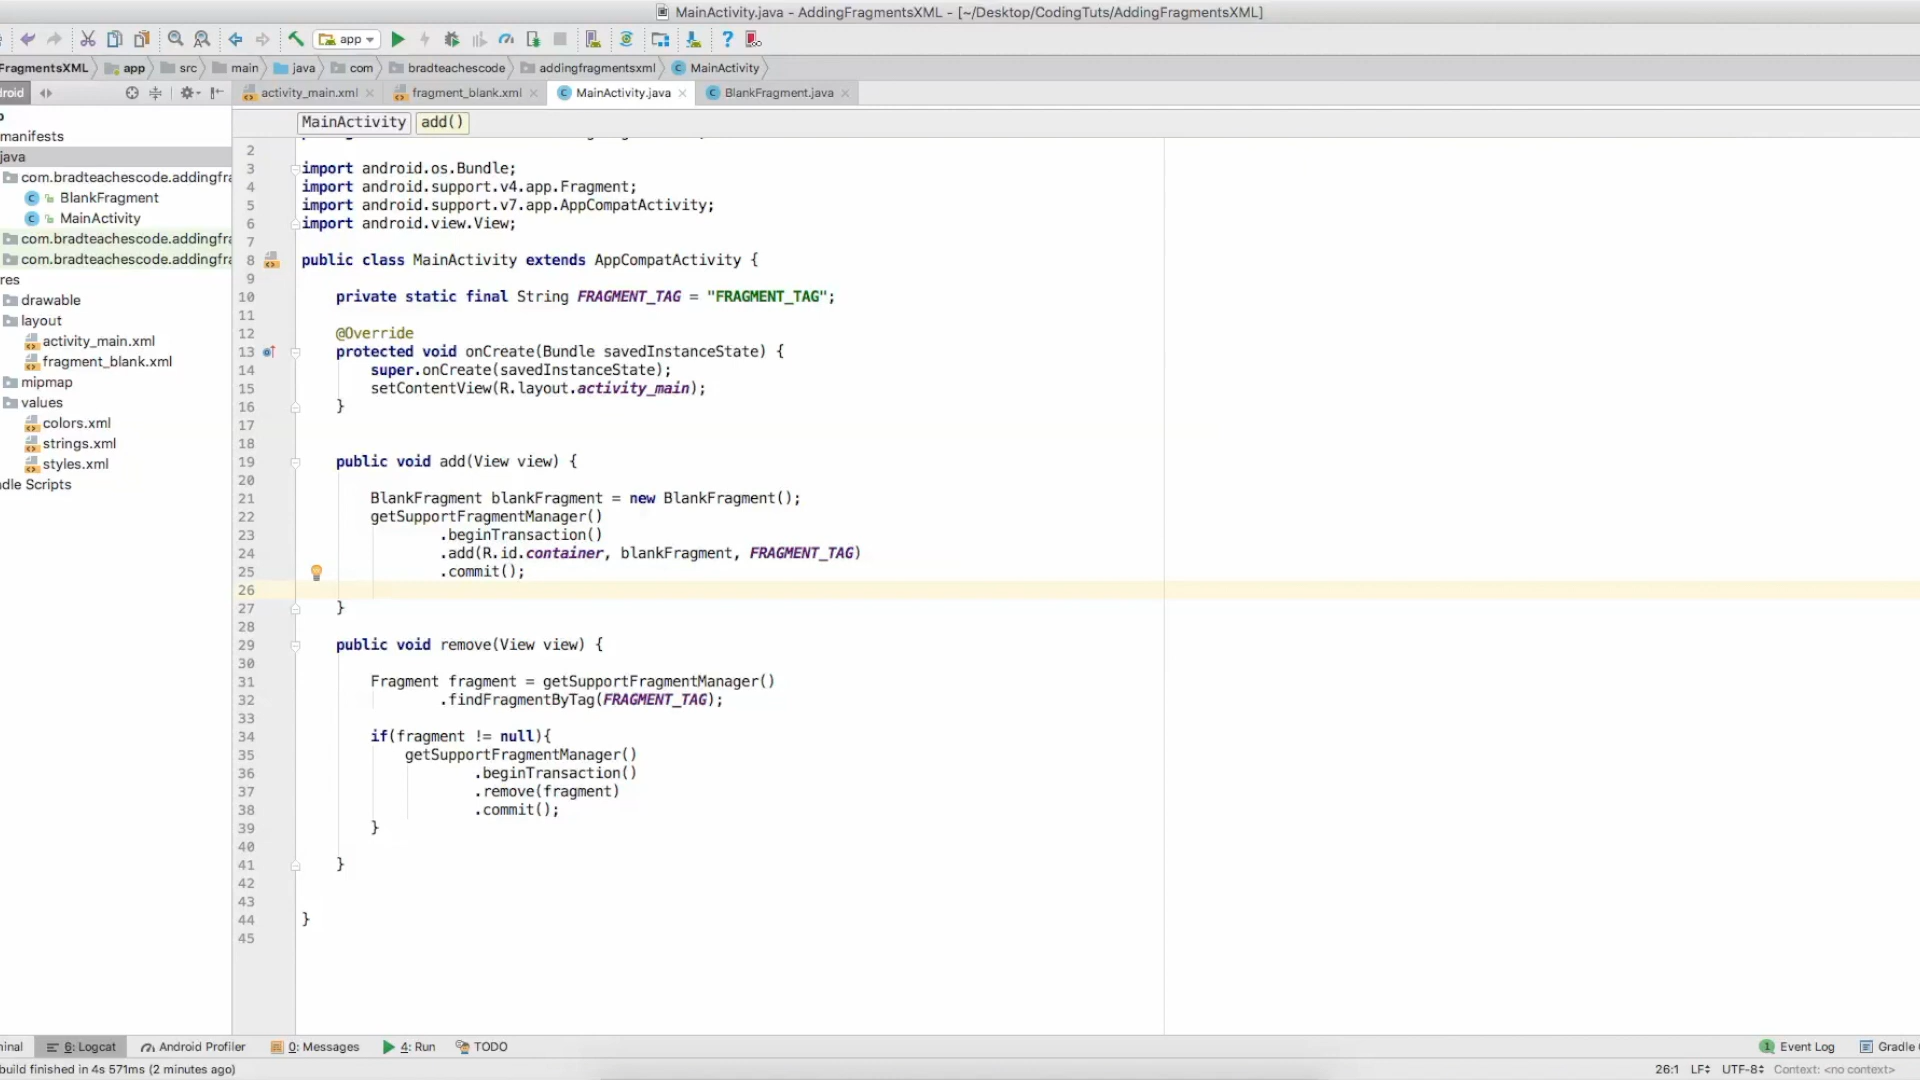 MainActivity.java - AddingFragmentsXML - [~/Desktop/CodingTuts/AddingFragmentsXML]
app
FragmentsXML app src main java com bradteachescode addingfragmentsxml MainActivity
roid activity_main.xml fragment_blank.xml MainActivity.java BlankFragment.java
MainActivity add()
manifests
java
com.bradteachescode.addingfra
BlankFragment
MainActivity
com.bradteachescode.addingfra
com.bradteachescode.addingfra
res
drawable
layout
activity_main.xml
fragment_blank.xml
mipmap
values
colors.xml
strings.xml
styles.xml
dle Scripts
2
3 import android.os.Bundle;
4 import android.support.v4.app.Fragment;
5 import android.support.v7.app.AppCompatActivity;
6 import android.view.View;
7
8 public class MainActivity extends AppCompatActivity {
9
10 private static final String FRAGMENT_TAG = "FRAGMENT_TAG";
11
12 @Override
13 protected void onCreate(Bundle savedInstanceState) {
14 super.onCreate(savedInstanceState);
15 setContentView(R.layout.activity_main);
16 }
17
18
19 public void add(View view) {
20
21 BlankFragment blankFragment = new BlankFragment();
22 getSupportFragmentManager()
23 .beginTransaction()
24 .add(R.id.container, blankFragment, FRAGMENT_TAG)
25 .commit();
26
27 }
28
29 public void remove(View view) {
30
31 Fragment fragment = getSupportFragmentManager()
32 .findFragmentByTag(FRAGMENT_TAG);
33
34 if(fragment != null){
35 getSupportFragmentManager()
36 .beginTransaction()
37 .remove(fragment)
38 .commit();
39 }
40
41 }
42
43
44 }
45
inal 6: Logcat Android Profiler 0: Messages 4: Run TODO 1 Event Log Gradle
build finished in 4s 571ms (2 minutes ago) 26:1 LF UTF-8 Context: <no context>